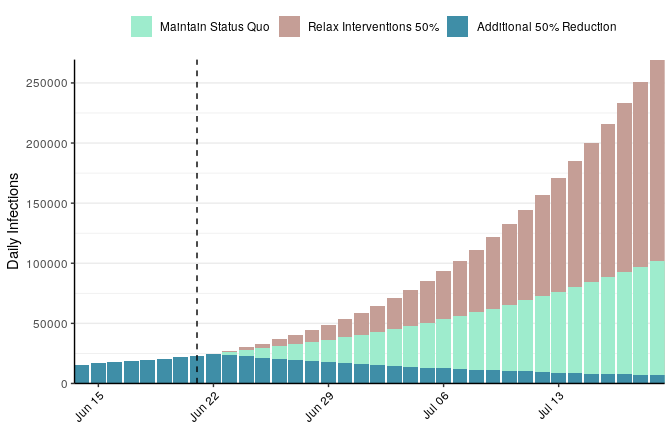 Maintain Status Quo Relax Interventions 50% Additional 50% Reduction
Daily Infections
250000
200000
150000
100000
50000
0
Jun 15 Jun 22 Jun 29 Jul 06 Jul 13